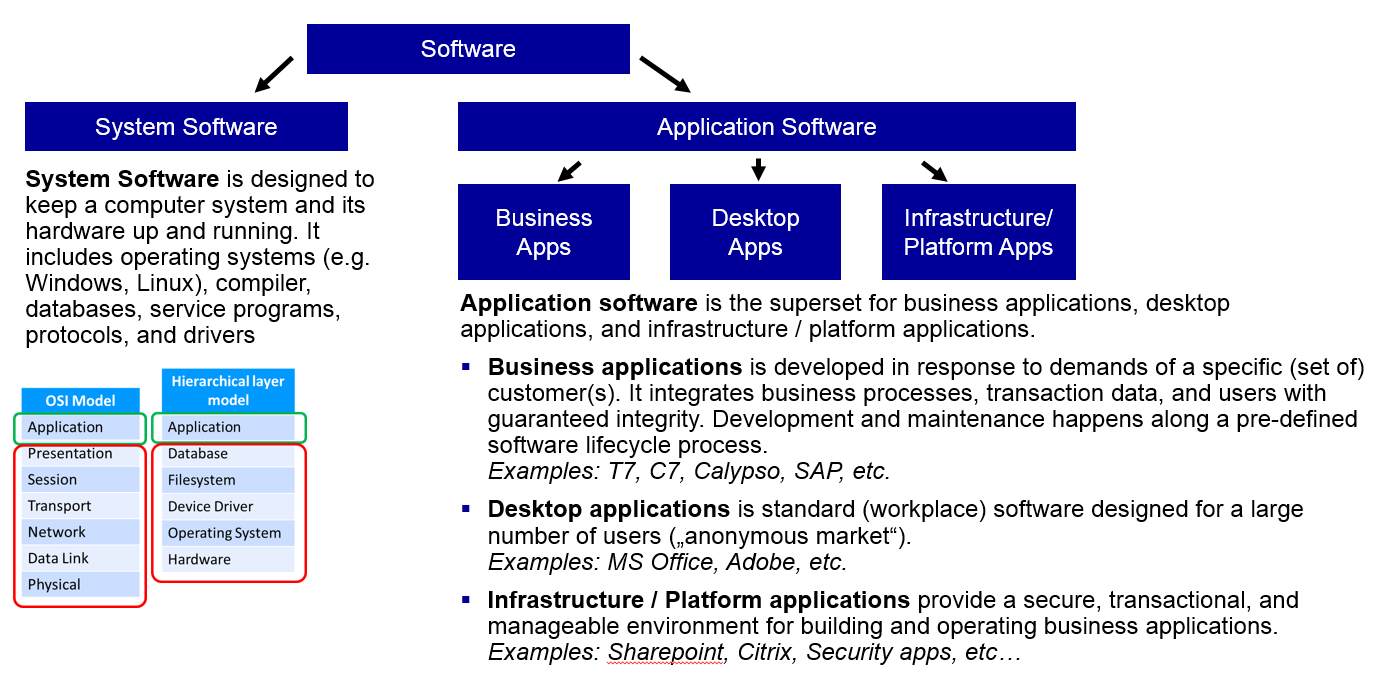 Software
System Software
Application Software
System Software is designed to
keep a computer system and its
hardware up and running. It
includes operating systems (e.g.
Windows, Linux), compiler,
databases, service programs,
protocols, and drivers
Business
Apps
Desktop
Apps
Infrastructure/
Platform Apps
Application software is the superset for business applications, desktop
applications, and infrastructure / platform applications.
▪ Business applications is developed in response to demands of a specific (set of)
customer(s). It integrates business processes, transaction data, and users with
guaranteed integrity. Development and maintenance happens along a pre-defined
software lifecycle process.
Examples: T7, C7, Calypso, SAP, etc.
▪ Desktop applications is standard (workplace) software designed for a large
number of users („anonymous market“).
Examples: MS Office, Adobe, etc.
▪ Infrastructure / Platform applications provide a secure, transactional, and
manageable environment for building and operating business applications.
Examples: Sharepoint, Citrix, Security apps, etc…
OSI Model
Application
Presentation
Session
Transport
Network
Data Link
Physical
Hierarchical layer
model
Application
Database
Filesystem
Device Driver
Operating System
Hardware